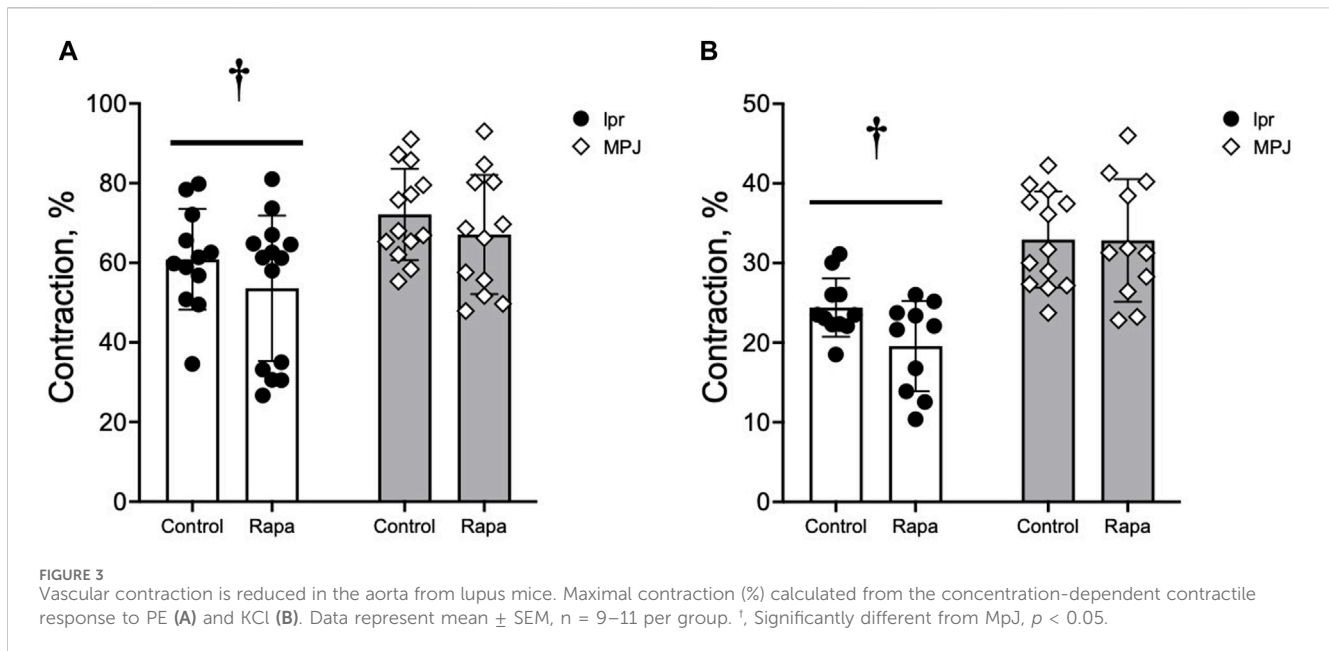 A
†
100
80
60
40
20
0
Contraction, %
Control
Rapa
Control
Rapa
lpr
MPJ
B
†
50
40
30
20
10
0
Contraction, %
Control
Rapa
Control
Rapa
lpr
MPJ
FIGURE 3
Vascular contraction is reduced in the aorta from lupus mice. Maximal contraction (%) calculated from the concentration-dependent contractile
response to PE (A) and KCl (B). Data represent mean ± SEM, n = 9–11 per group. †, Significantly different from MpJ, p < 0.05.